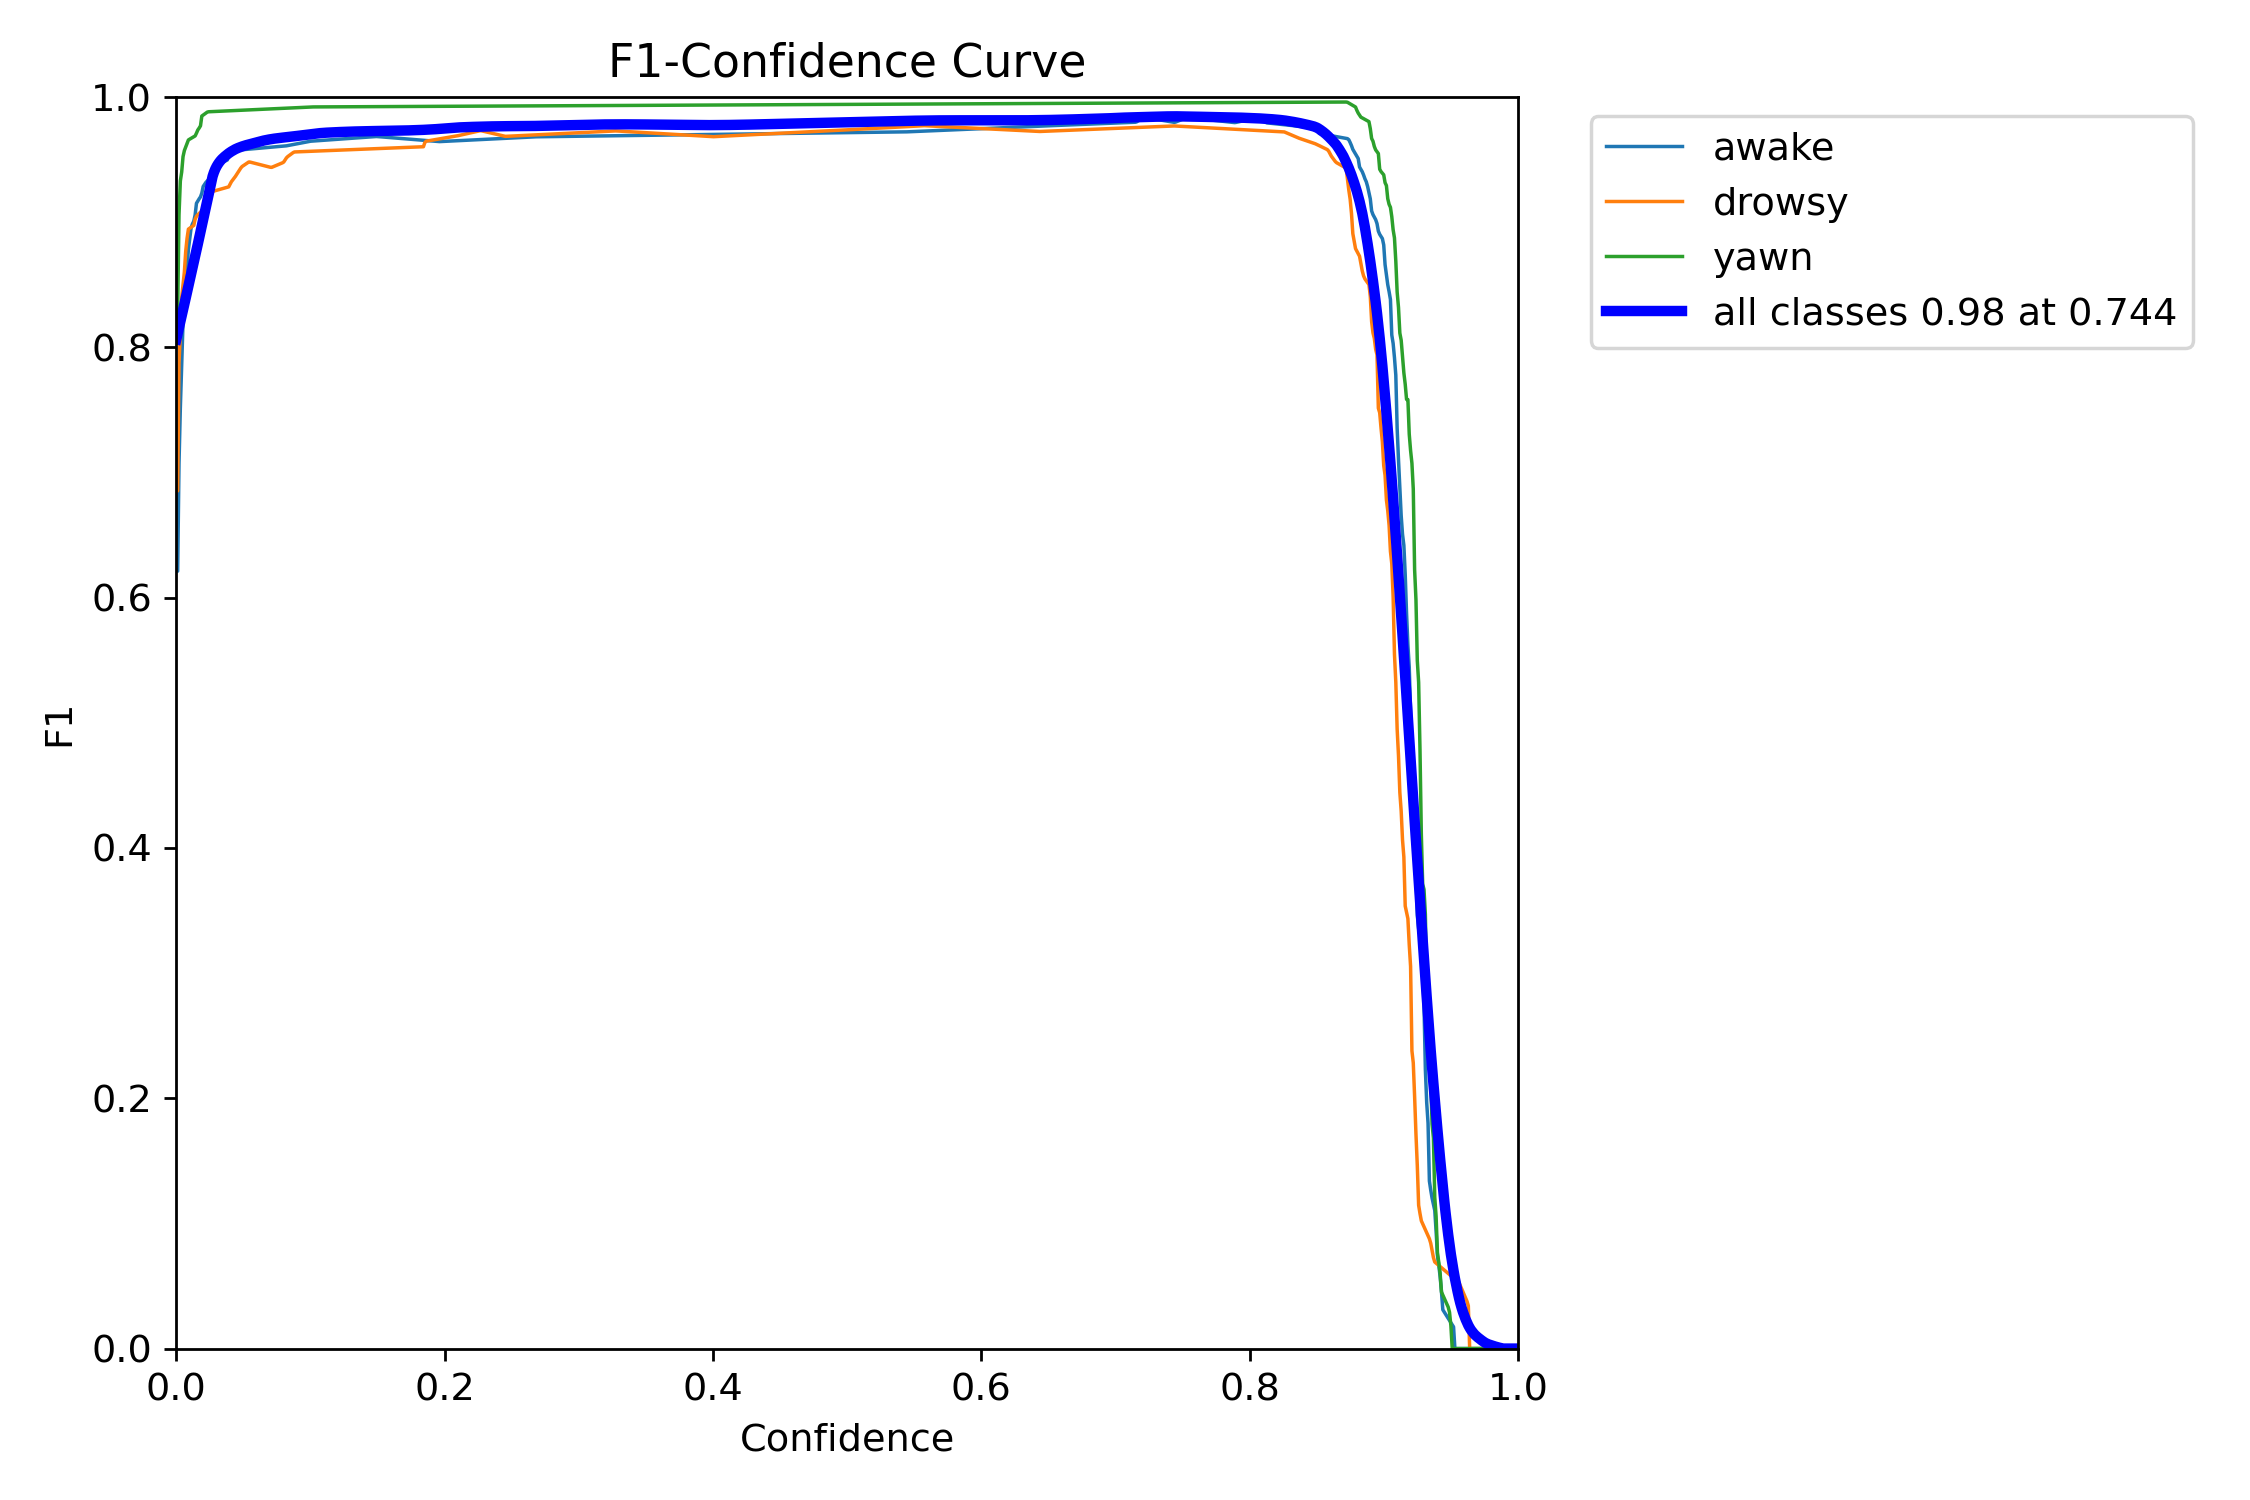 F1-Confidence Curve
1.0
0.8
0.6
0.4
0.2
0.0
F1
0.0 0.2 0.4 0.6 0.8 1.0
Confidence
awake
drowsy
yawn
all classes 0.98 at 0.744